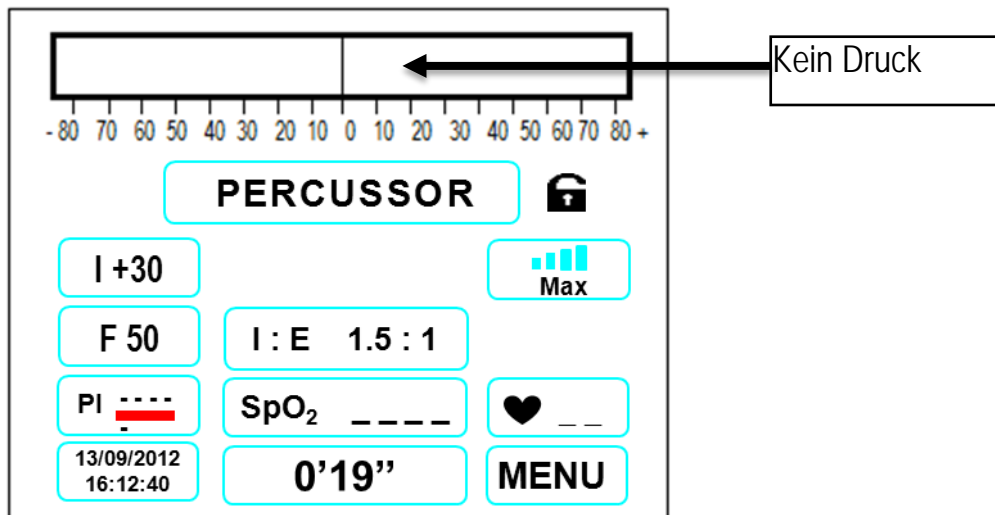 Kein Druck
- 80 70 60 50 40 30 20 10 0 10 20 30 40 50 60 70 80 +
PERCUSSOR
I +30
Max
F 50
I : E 1.5 : 1
PI - - - - -
SpO₂ _ _ _ _
_ _
13/09/2012
16:12:40
0’19”
MENU